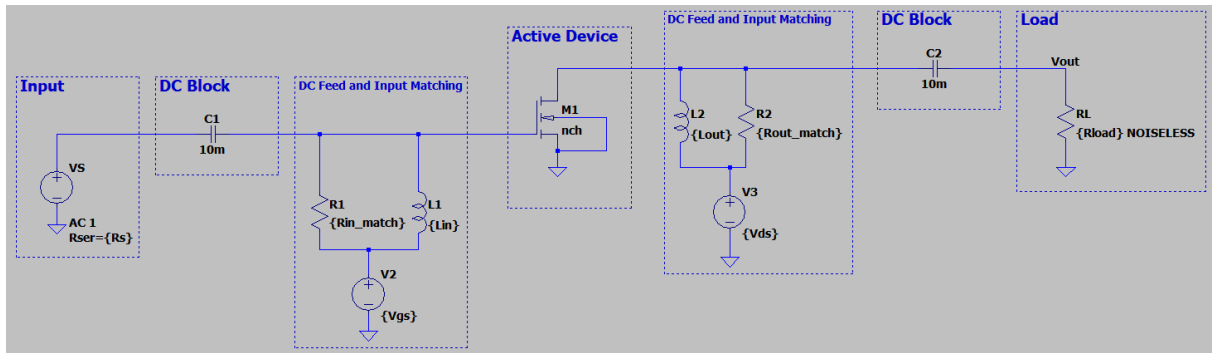 Input
VS
AC 1
Rser={Rs}
DC Block
C1
10m
DC Feed and Input Matching
R1
{Rin_match}
L1
{Lin}
V2
{Vgs}
Active Device
M1
nch
DC Feed and Input Matching
L2
{Lout}
R2
{Rout_match}
V3
{Vds}
DC Block
C2
10m
Load
Vout
RL
{Rload} NOISELESS